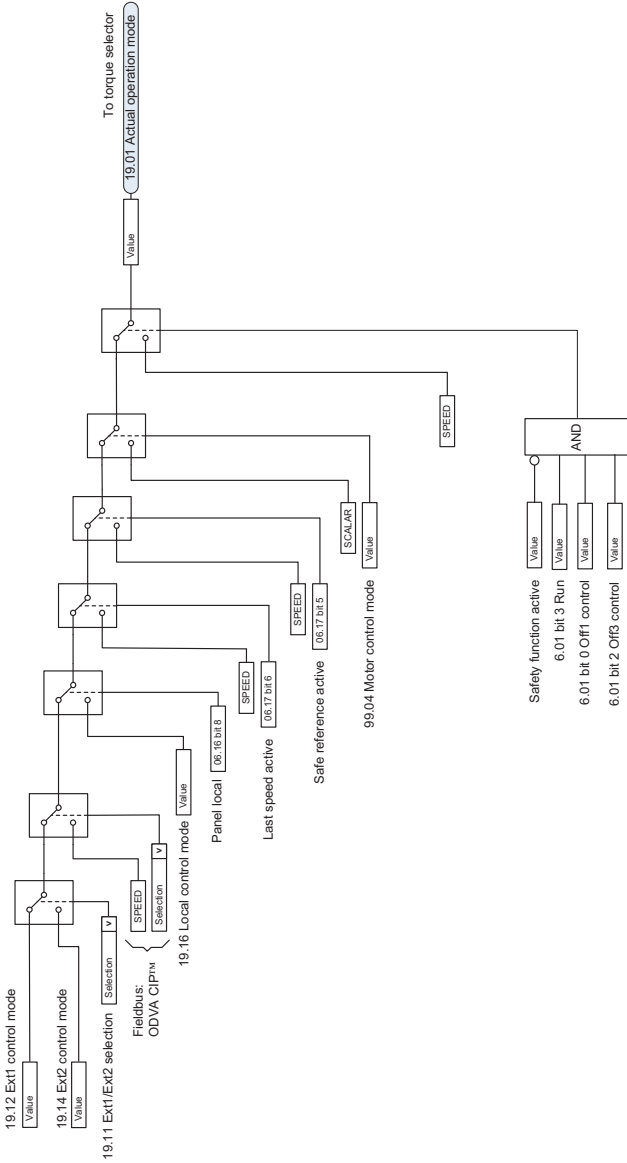 19.12 Ext1 control mode
Value
19.14 Ext2 control mode
Value
19.11 Ext1/Ext2 selection
Selection
v
Fieldbus:
ODVA CIP™
SPEED
Selection
v
19.16 Local control mode
Value
Panel local
06.16 bit 8
SPEED
Last speed active
06.17 bit 6
SPEED
Safe reference active
06.17 bit 5
SCALAR
99.04 Motor control mode
Value
SPEED
Safety function active
Value
6.01 bit 3 Run
Value
6.01 bit 0 Off1 control
Value
6.01 bit 2 Off3 control
Value
AND
Value
To torque selector
19.01 Actual operation mode